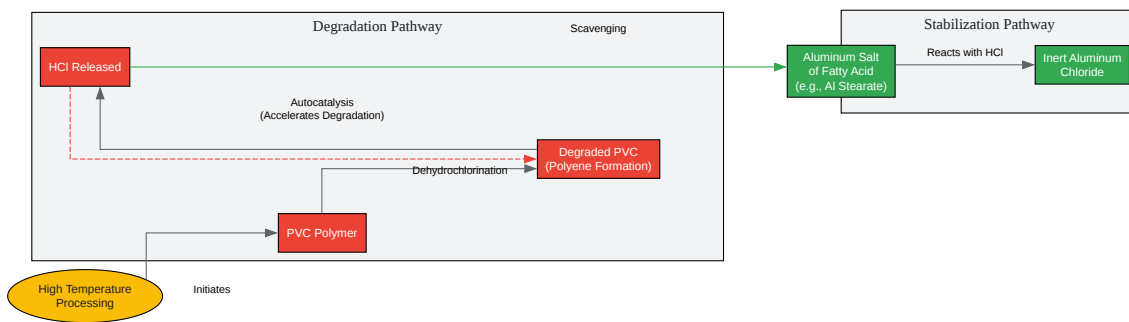 Degradation Pathway
Scavenging
Stabilization Pathway
HCl Released
Aluminum Salt
of Fatty Acid
(e.g., Al Stearate)
Reacts with HCl
Inert Aluminum
Chloride
Autocatalysis
(Accelerates Degradation)
Degraded PVC
(Polyene Formation)
Dehydrochlorination
PVC Polymer
High Temperature
Processing
Initiates